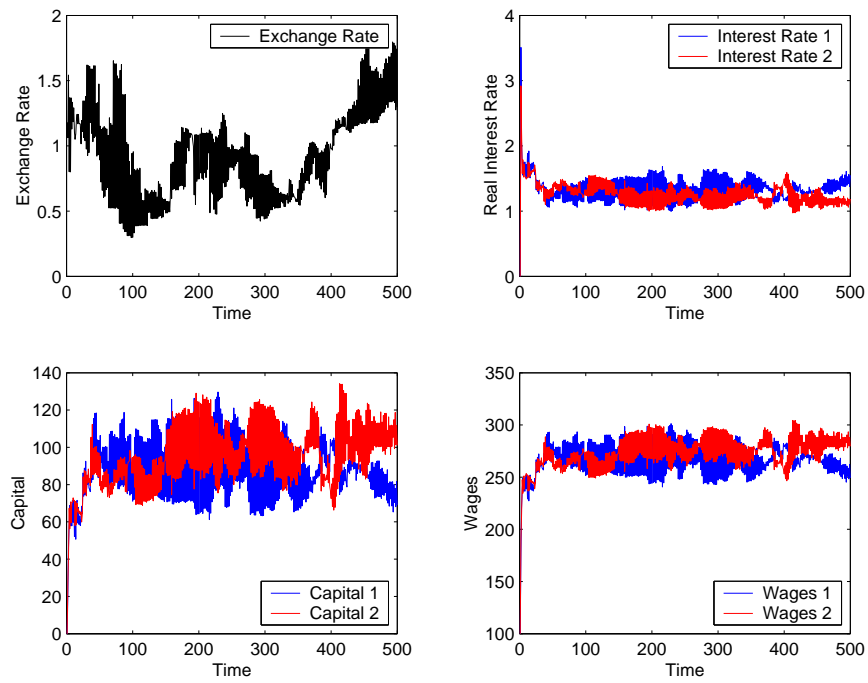 2
1.5
1
0.5
0
Exchange Rate
Exchange Rate
0 100 200 300 400 500
Time
4
3
2
1
0
Real Interest Rate
Interest Rate 1
Interest Rate 2
0 100 200 300 400 500
Time
140
120
100
80
60
40
20
0
Capital
Capital 1
Capital 2
0 100 200 300 400 500
Time
350
300
250
200
150
100
Wages
Wages 1
Wages 2
0 100 200 300 400 500
Time